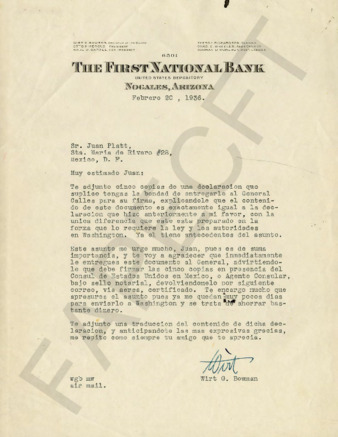 THE FIRST NATIONAL BANK
UNITED STATES DEPOSITORY
NOGALES, ARIZONA
Febrero 20 , 1936.
Sr. Juan Platt,
Sta. Maria de Rivero #28,
Mexico, D. F.
Muy estimado Juan:
Te adjunto cinco copias de una declaracion que
suplico tengas la bondad de entregarla al General
Calles para su firma, explicandole que el contenido
de este documento es exactamente igual a la decla-
racion que hizo anteriormente a mi favor, con la
unica diferencia que este esta preparado en la
forma que lo requiere la ley y las autoridades
en Washington. Ya el tiene antecedentes del asunto.
Este asunto me urge mucho, Juan, pues es de suma
importancia, y te voy a agradecer que inmediatamente
le entregues este documento al General, advirtiendo-
le que debe firmar las cinco copias en presencia del
Consul de Estados Unidos en Mexico, o Agente Consular,
bajo sello notarial, devolviendomelo por siguiente
correo, via aerea, certificado. Te encargo mucho que
apresures el asunto pues ya me quedan muy pocos dias
para enviarlo a Washington y se trata de ahorrar bas-
tante dinero.
Te adjunto una traduccion del contenido de dicha decla-
racion, y anticipandote las mas expresivas gracias,
me repito como siempre tu amigo que te aprecia.
Wirt
Wirt G. Bowman
wgb mw
air mail.
FAPECFT